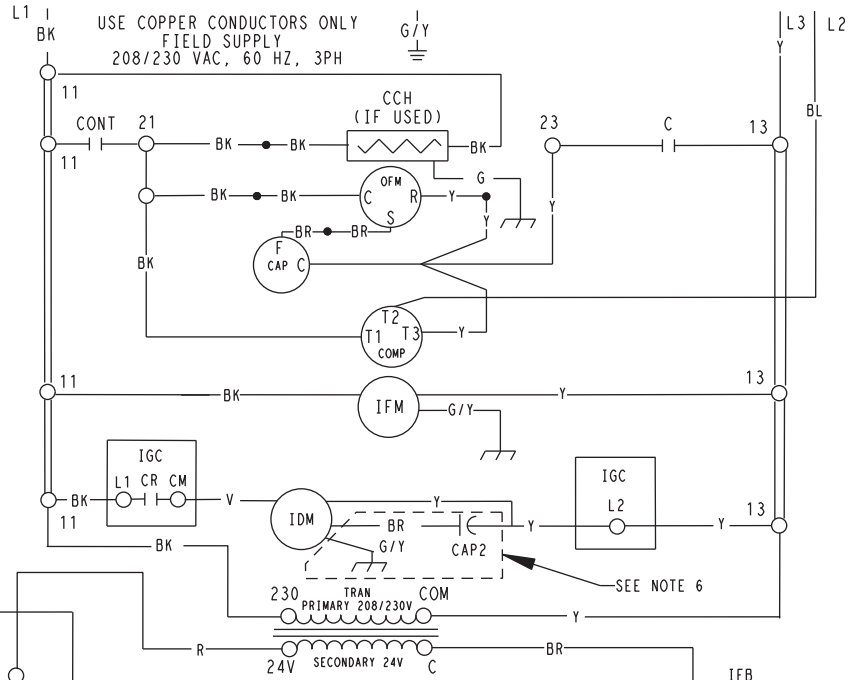 L1
BK
USE COPPER CONDUCTORS ONLY
FIELD SUPPLY
208/230 VAC, 60 HZ, 3PH
G/Y
L3
L2
Y
BL
11
CCH
(IF USED)
CONT
21
BK
BK
BK
23
C
13
11
G
BK
BK
OFM
C
R
S
Y
Y
Y
BR
BR
F
CAP
C
BK
T2
T1
T3
COMP
Y
11
BK
IFM
Y
13
G/Y
IGC
L1
CR
CM
BK
V
IDM
Y
IGC
L2
13
BR
Y
Y
11
G/Y
CAP2
BK
SEE NOTE 6
230
TRAN
COM
PRIMARY 208/230V
Y
R
24V
SECONDARY 24V
C
BR
IFB